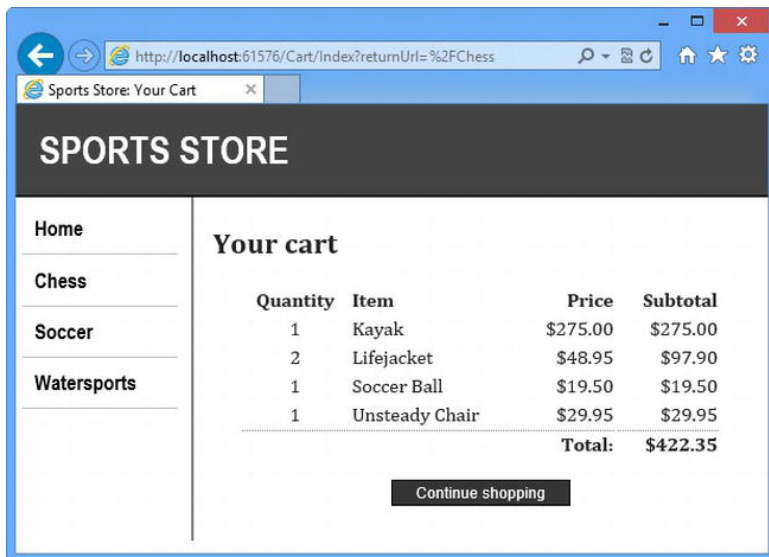 http://localhost:61576/Cart/Index?returnUrl=%2FChess
Sports Store: Your Cart
SPORTS STORE
Home
Chess
Soccer
Watersports
Your cart
Quantity Item Price Subtotal
1 Kayak $275.00 $275.00
2 Lifejacket $48.95 $97.90
1 Soccer Ball $19.50 $19.50
1 Unsteady Chair $29.95 $29.95
Total: $422.35
Continue shopping